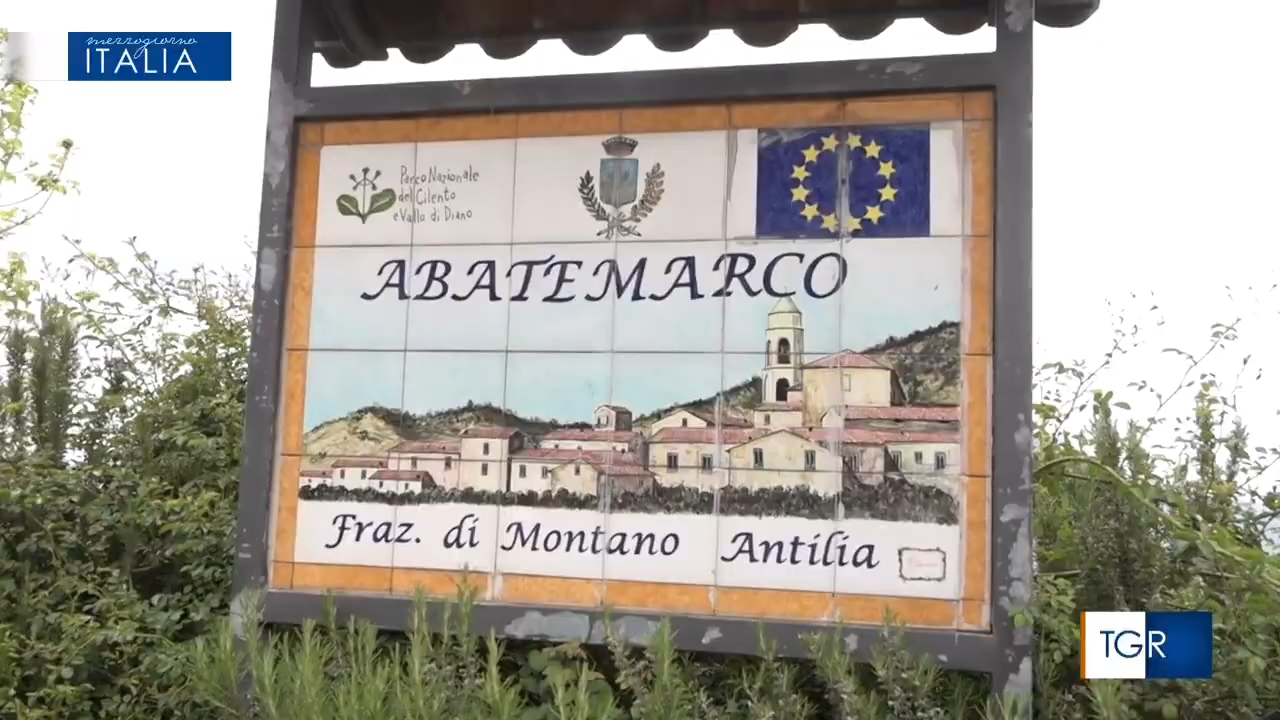 mezzogiorno
ITALIA
Parco Nazionale
del Cilento
e Vallo di Diano
ABATEMARCO
Fraz. di Montano Antilia
TGR